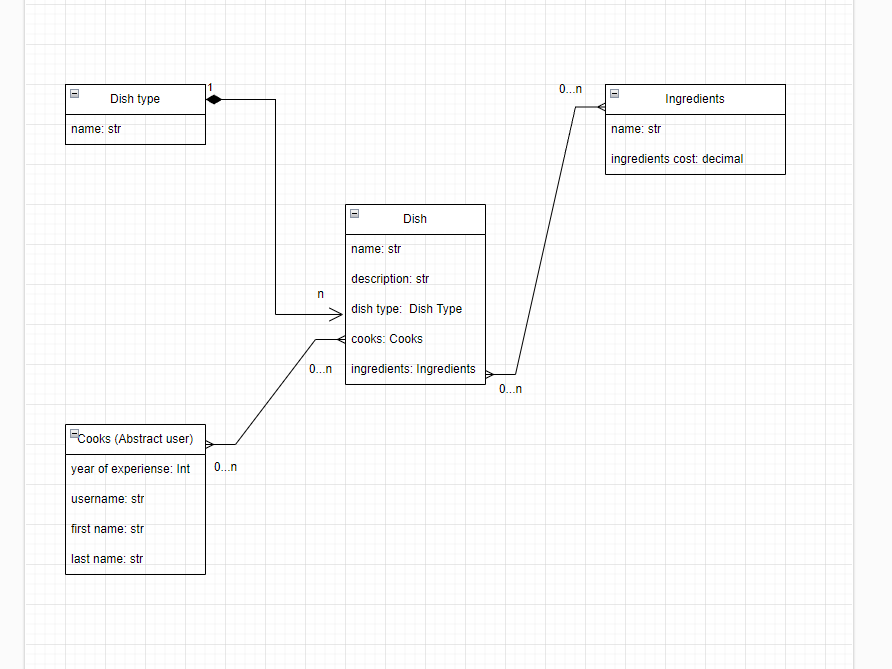 Dish type
1
name: str
0...n
Ingredients
name: str
ingredients cost: decimal
Dish
name: str
description: str
n
dish type:  Dish Type
cooks: Cooks
0...n
ingredients: Ingredients
0...n
Cooks (Abstract user)
0...n
year of experiense: Int
username: str
first name: str
last name: str